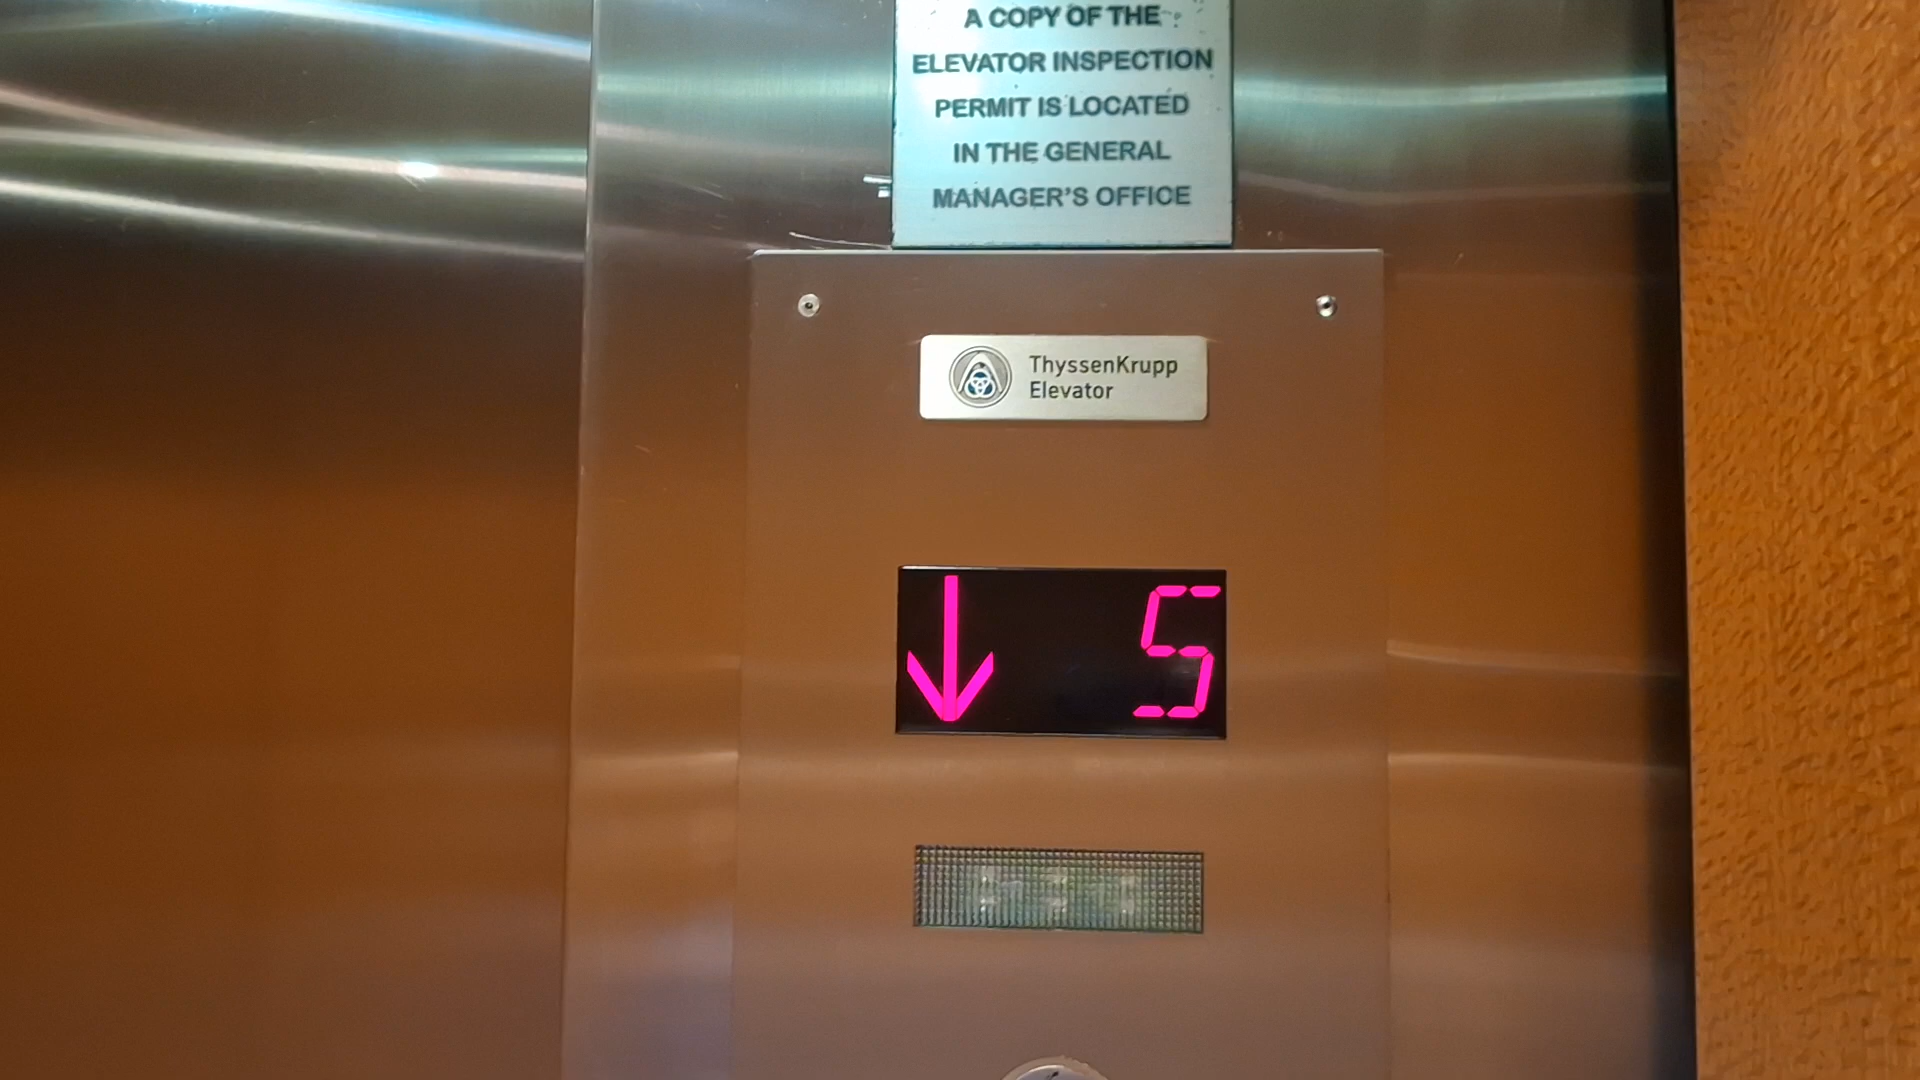 A COPY OF THE
ELEVATOR INSPECTION
PERMIT IS LOCATED
IN THE GENERAL
MANAGER'S OFFICE
ThyssenKrupp
Elevator
↓ 5